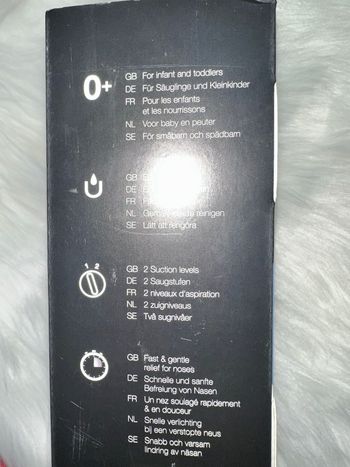 0+
GB For infant and toddlers
DE Für Säuglinge und Kleinkinder
FR Pour les enfants
et les nourrissons
NL Voor baby en peuter
SE För småbarn och spädbarn
GB
DE
FR
NL reinigen
SE Lätt att rengöra
1 2
GB 2 Suction levels
DE 2 Saugstufen
FR 2 niveaux d'aspiration
NL 2 zuigniveaus
SE Två sugnivåer
GB Fast & gentle
relief for noses
DE Schnelle und sanfte
Befreiung von Nasen
FR Un nez soulagé rapidement
& en douceur
NL Snelle verlichting
bij een verstopte neus
SE Snabb och varsam
lindring av näsan